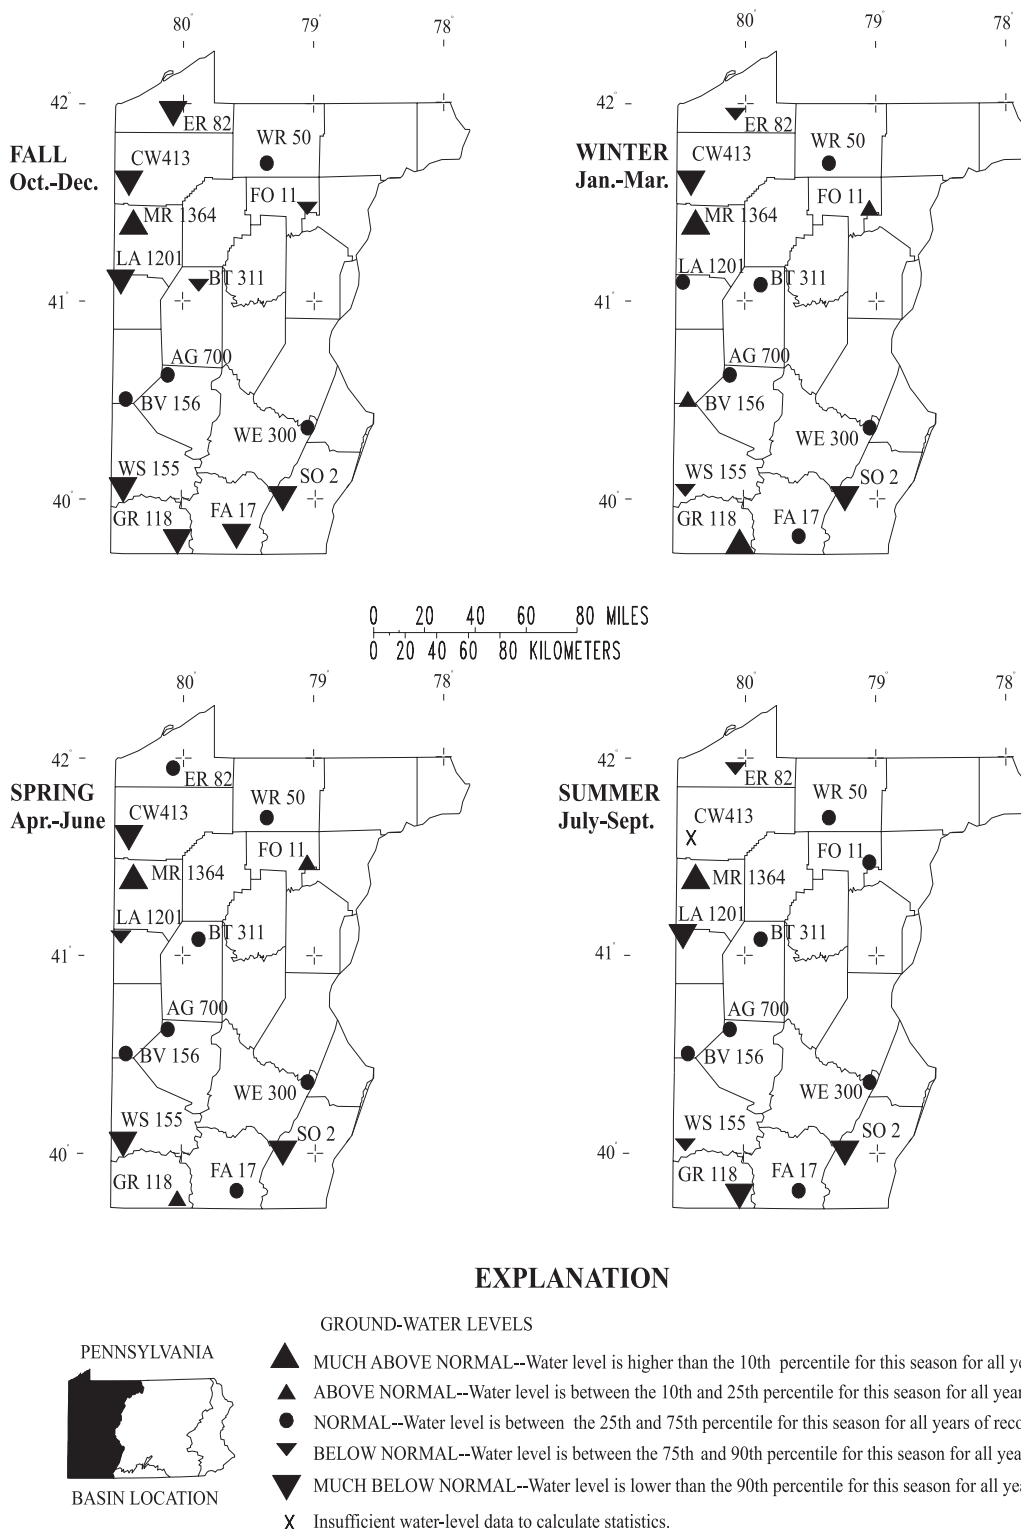 80°
79°
78°
42°
ER 82
WR 50
FALL
Oct.-Dec.
CW413
FO 11
MR 1364
LA 1201
BT 311
41°
AG 700
BV 156
WE 300
WS 155
SO 2
40°
FA 17
GR 118
80°
79°
78°
42°
ER 82
WR 50
WINTER
Jan.-Mar.
CW413
FO 11
MR 1364
LA 1201
BT 311
41°
AG 700
BV 156
WE 300
WS 155
SO 2
40°
FA 17
GR 118
0 20 40 60 80 MILES
0 20 40 60 80 KILOMETERS
80°
79°
78°
42°
ER 82
SPRING
Apr.-June
WR 50
CW413
FO 11
MR 1364
LA 1201
BT 311
41°
AG 700
BV 156
WE 300
WS 155
SO 2
40°
FA 17
GR 118
80°
79°
78°
42°
ER 82
SUMMER
July-Sept.
WR 50
CW413
X
FO 11
MR 1364
LA 1201
BT 311
41°
AG 700
BV 156
WE 300
WS 155
SO 2
40°
FA 17
GR 118
EXPLANATION
GROUND-WATER LEVELS
PENNSYLVANIA
BASIN LOCATION
MUCH ABOVE NORMAL--Water level is higher than the 10th percentile for this season for all ye
ABOVE NORMAL--Water level is between the 10th and 25th percentile for this season for all year
NORMAL--Water level is between the 25th and 75th percentile for this season for all years of reco
BELOW NORMAL--Water level is between the 75th and 90th percentile for this season for all yea
MUCH BELOW NORMAL--Water level is lower than the 90th percentile for this season for all yea
X Insufficient water-level data to calculate statistics.